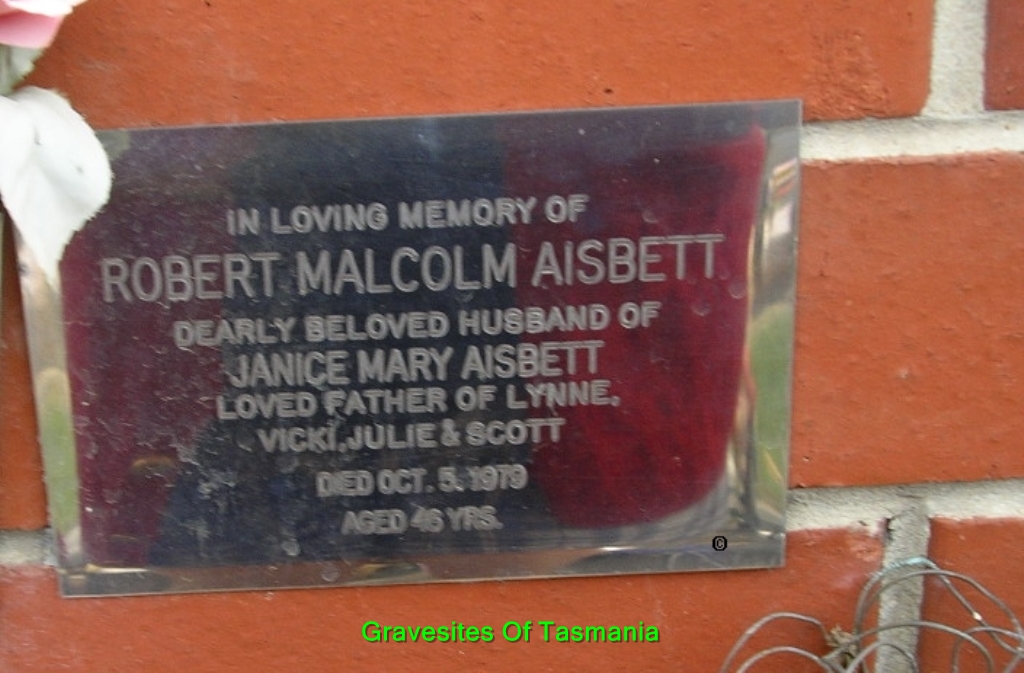 IN LOVING MEMORY OF
ROBERT MALCOLM AISBETT
DEARLY BELOVED HUSBAND OF
JANICE MARY AISBETT
LOVED FATHER OF LYNNE,
VICKI, JULIE & SCOTT
DIED OCT. 5. 1979
AGED 46 YRS.
©
Gravesites Of Tasmania